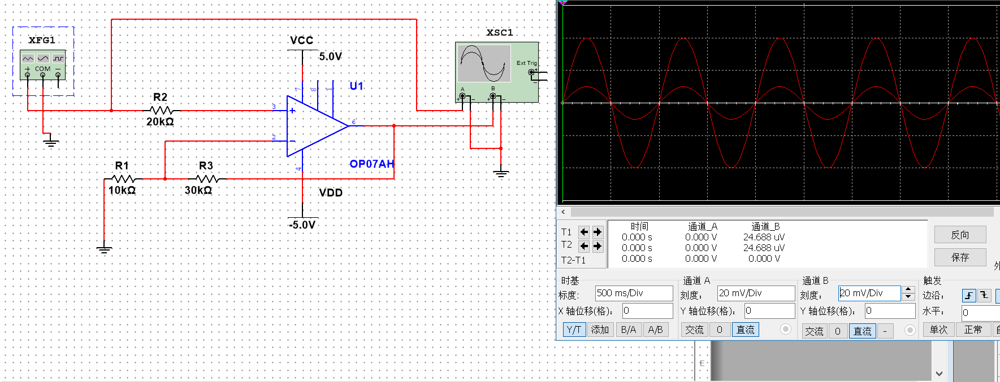 XFG1
COM
+
−
VCC
5.0V
XSC1
Ext Trig
+
−
A
B
+
−
+
−
U1
7
8
1
R2
20kΩ
3
+
6
2
−
4
OP07AH
R1
10kΩ
R3
30kΩ
VDD
-5.0V
T1
T2
T2-T1
时间 通道_A 通道_B
0.000 s 0.000 V 24.688 uV
0.000 s 0.000 V 24.688 uV
0.000 s 0.000 V 0.000 V
反向
保存
外
时基
标度: 500 ms/Div
X 轴位移(格): 0
Y/T 添加 B/A A/B
通道 A
刻度: 20 mV/Div
Y 轴位移(格): 0
交流 0 直流
通道 B
刻度: 20 mV/Div
Y 轴位移(格): 0
交流 0 直流 -
触发
边沿:
水平: 0
单次 正常
E